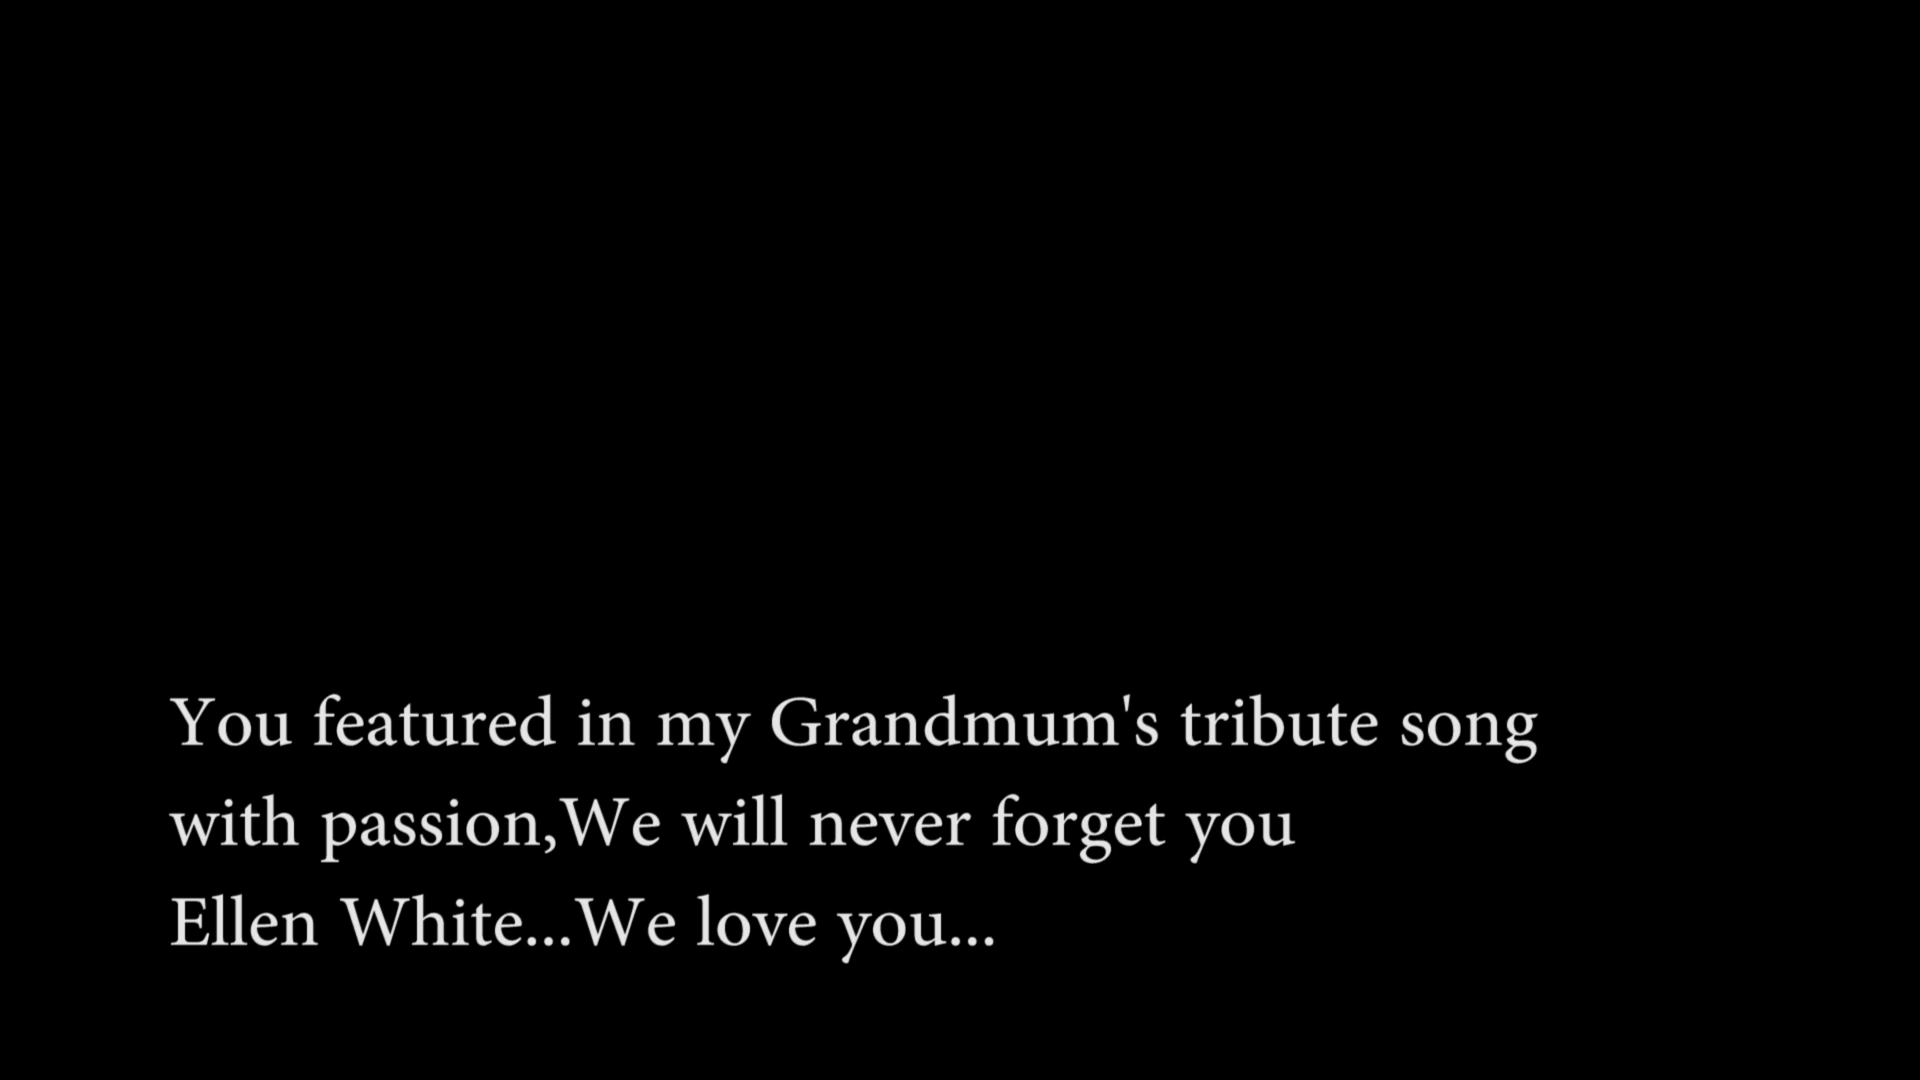 You featured in my Grandmum's tribute song
with passion,We will never forget you
Ellen White...We love you...